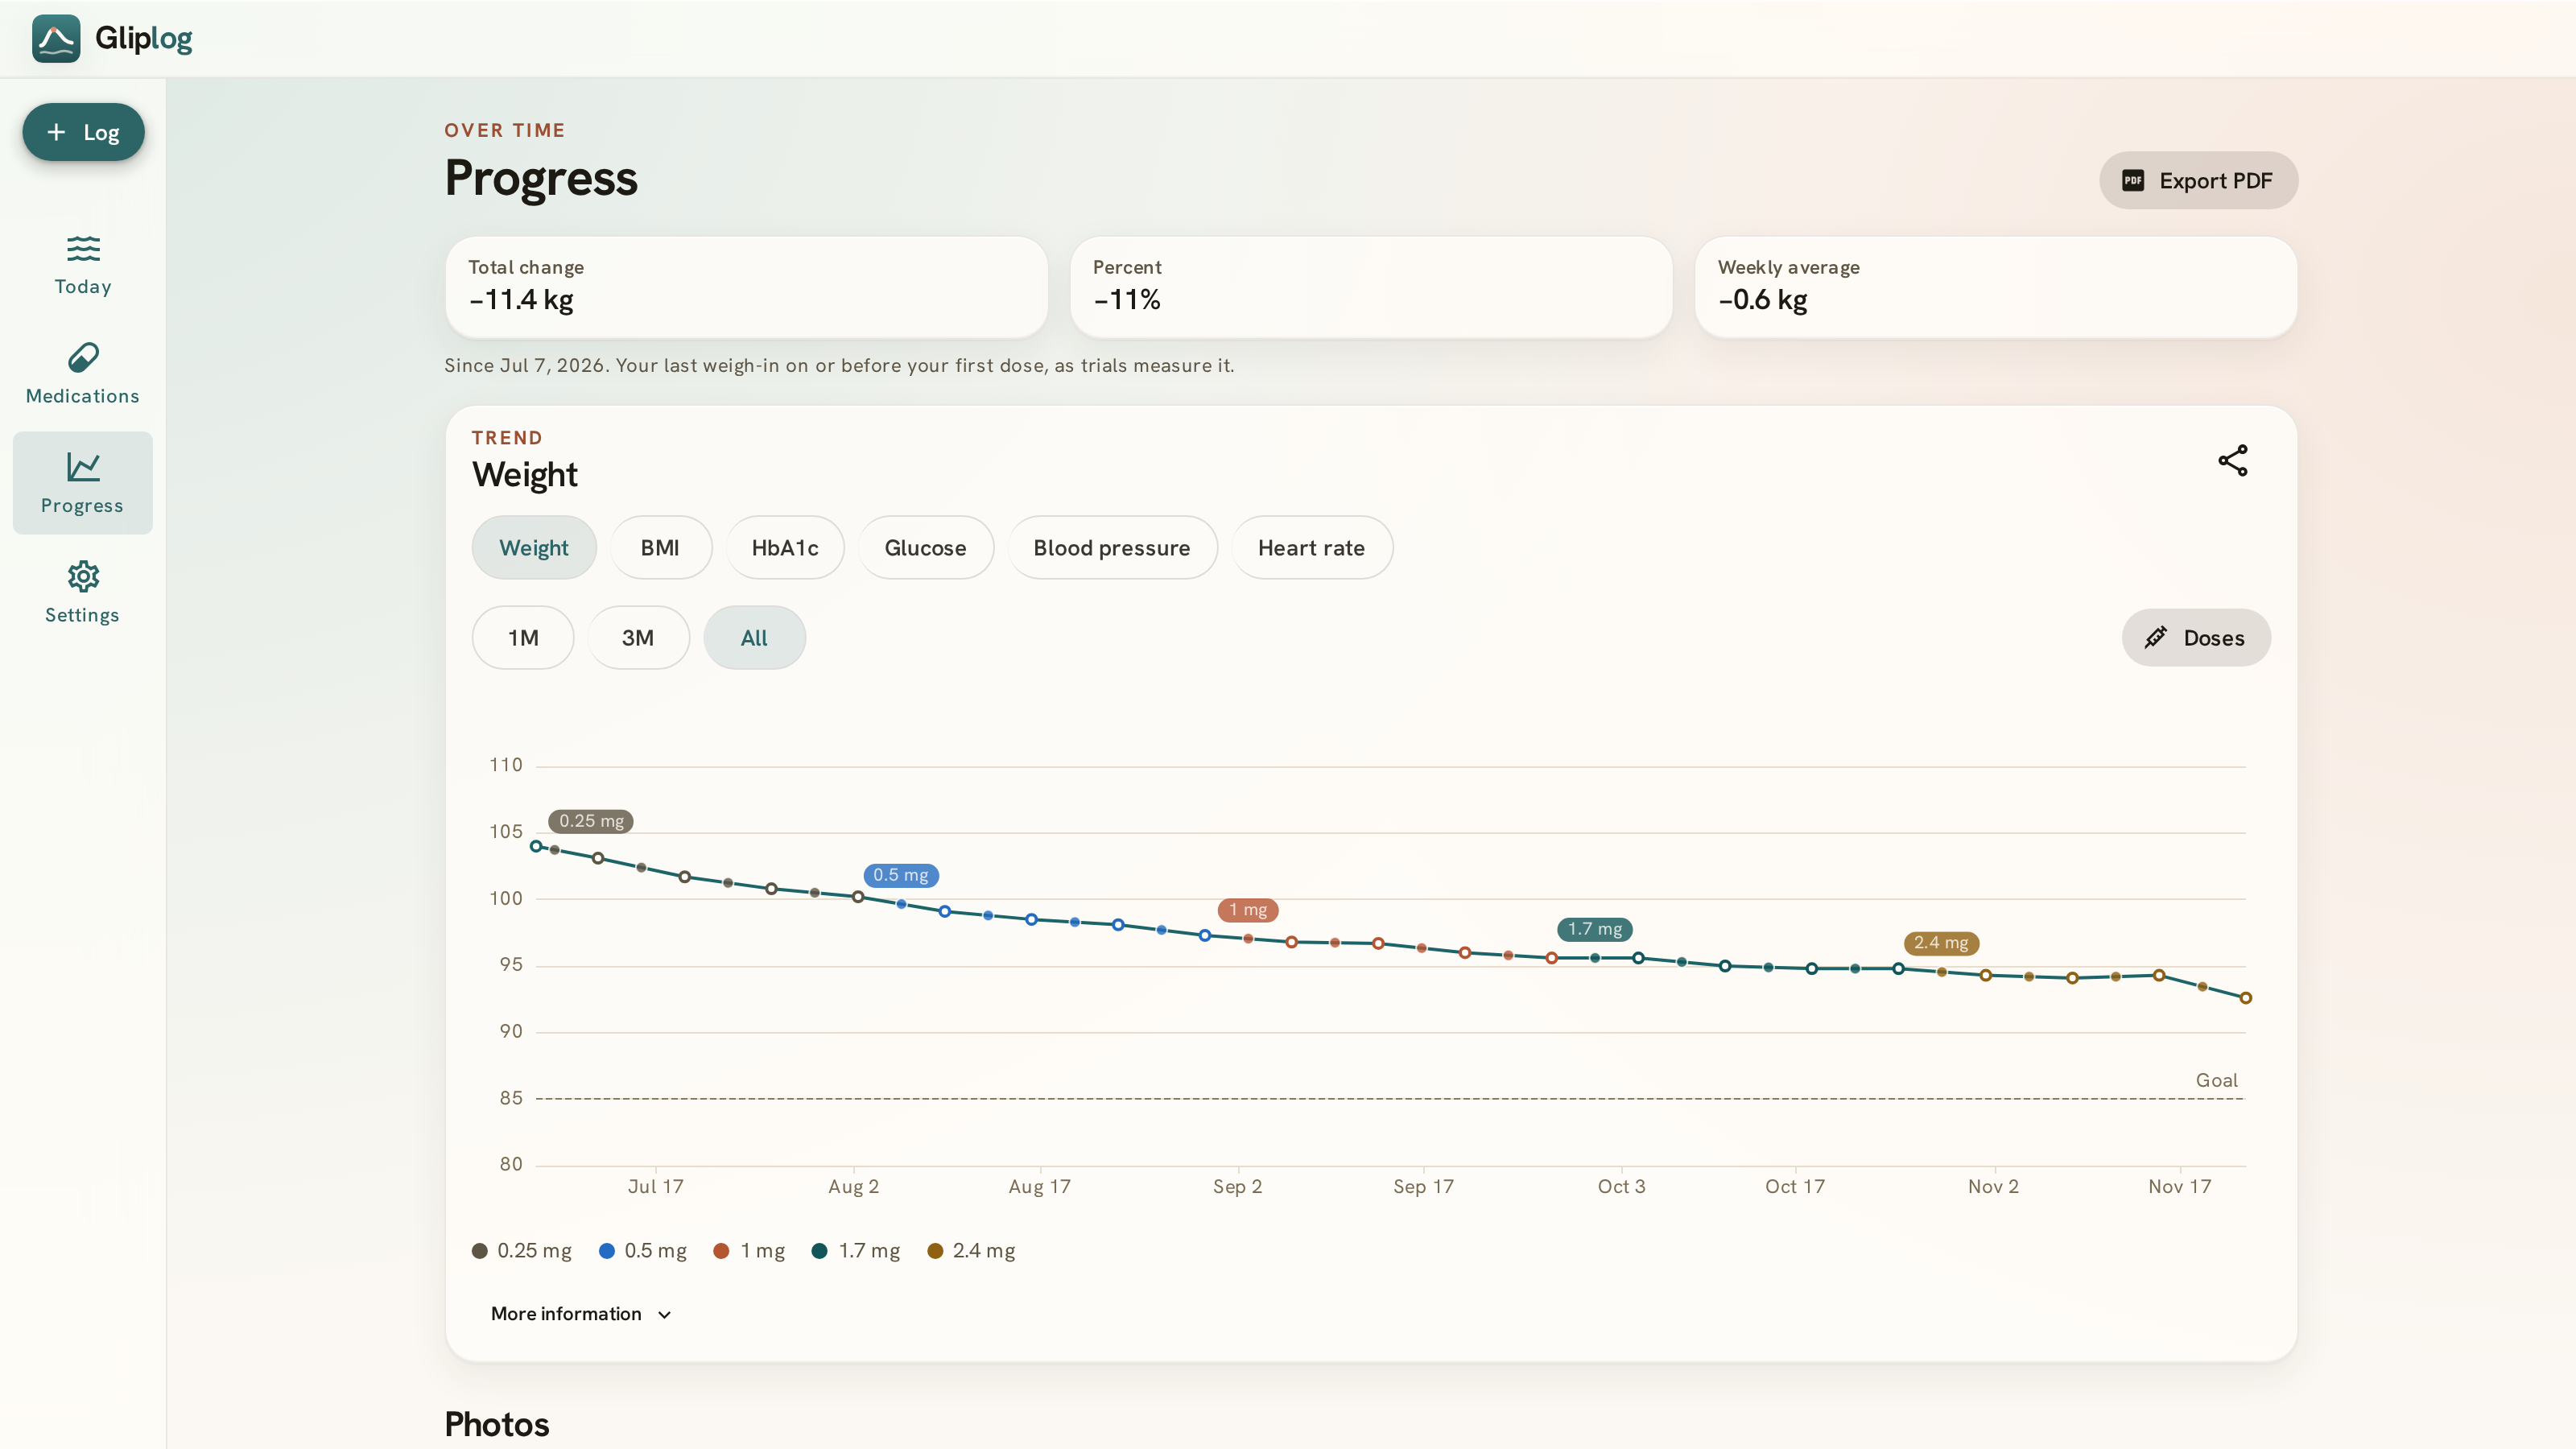 Gliplog
Log
Today
Medications
Progress
Settings
OVER TIME
Progress
PDF Export PDF
Total change
–11.4 kg
Percent
–11%
Weekly average
–0.6 kg
Since Jul 7, 2026. Your last weigh-in on or before your first dose, as trials measure it.
TREND
Weight
Weight BMI HbA1c Glucose Blood pressure Heart rate
1M 3M All Doses
110
0.25 mg
105
0.5 mg
100
1 mg
1.7 mg
2.4 mg
95
90
Goal
85
80
Jul 17 Aug 2 Aug 17 Sep 2 Sep 17 Oct 3 Oct 17 Nov 2 Nov 17
0.25 mg 0.5 mg 1 mg 1.7 mg 2.4 mg
More information
Photos